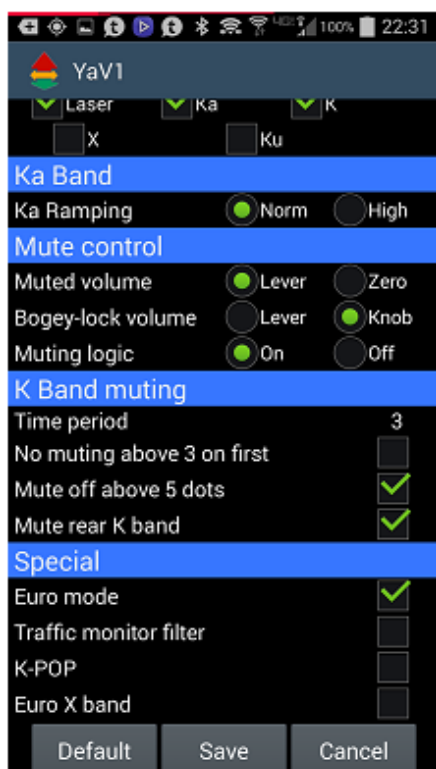 100% 22:31
YaV1
Laser Ka K
X Ku
Ka Band
Ka Ramping Norm High
Mute control
Muted volume Lever Zero
Bogey-lock volume Lever Knob
Muting logic On Off
K Band muting
Time period 3
No muting above 3 on first
Mute off above 5 dots
Mute rear K band
Special
Euro mode
Traffic monitor filter
K-POP
Euro X band
Default Save Cancel